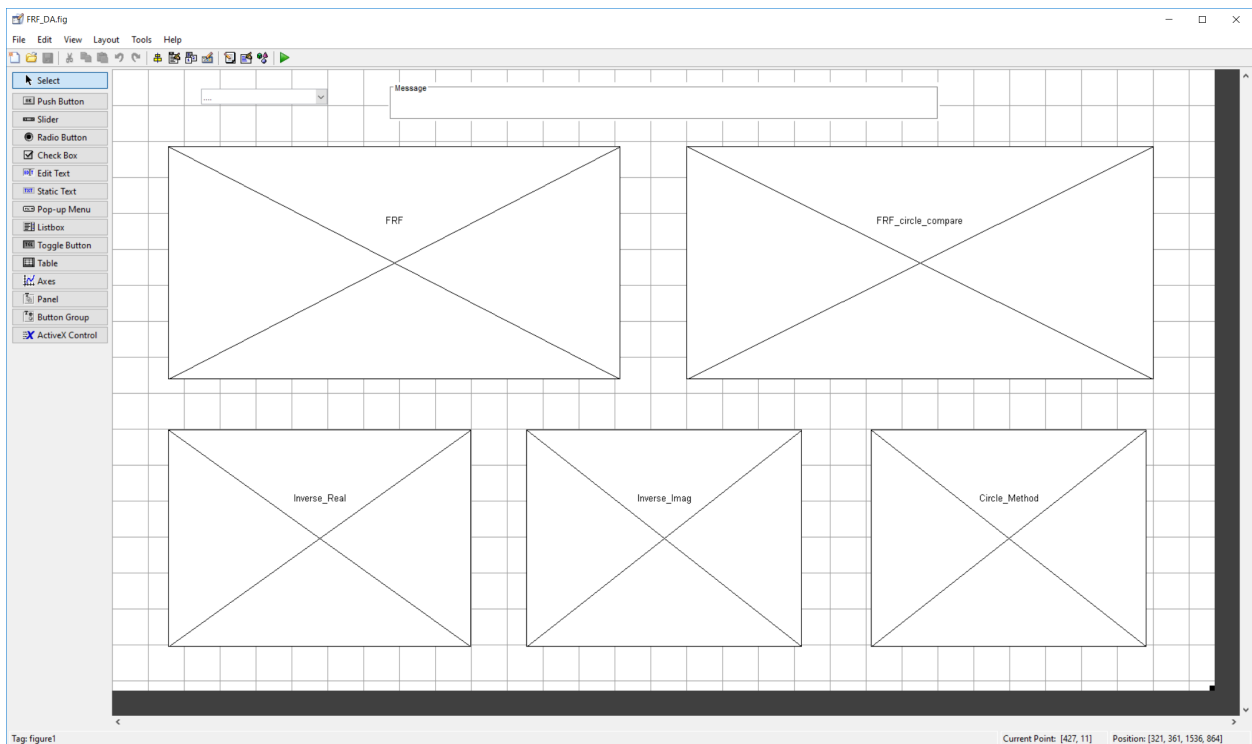 FRF_DA.fig
File Edit View Layout Tools Help
Select
Push Button
Slider
Radio Button
Check Box
Edit Text
Static Text
Pop-up Menu
Listbox
Toggle Button
Table
Axes
Panel
Button Group
ActiveX Control
....
Message
FRF
FRF_circle_compare
Inverse_Real
Inverse_Imag
Circle_Method
Tag: figure1
Current Point: [427, 11]
Position: [321, 361, 1536, 864]